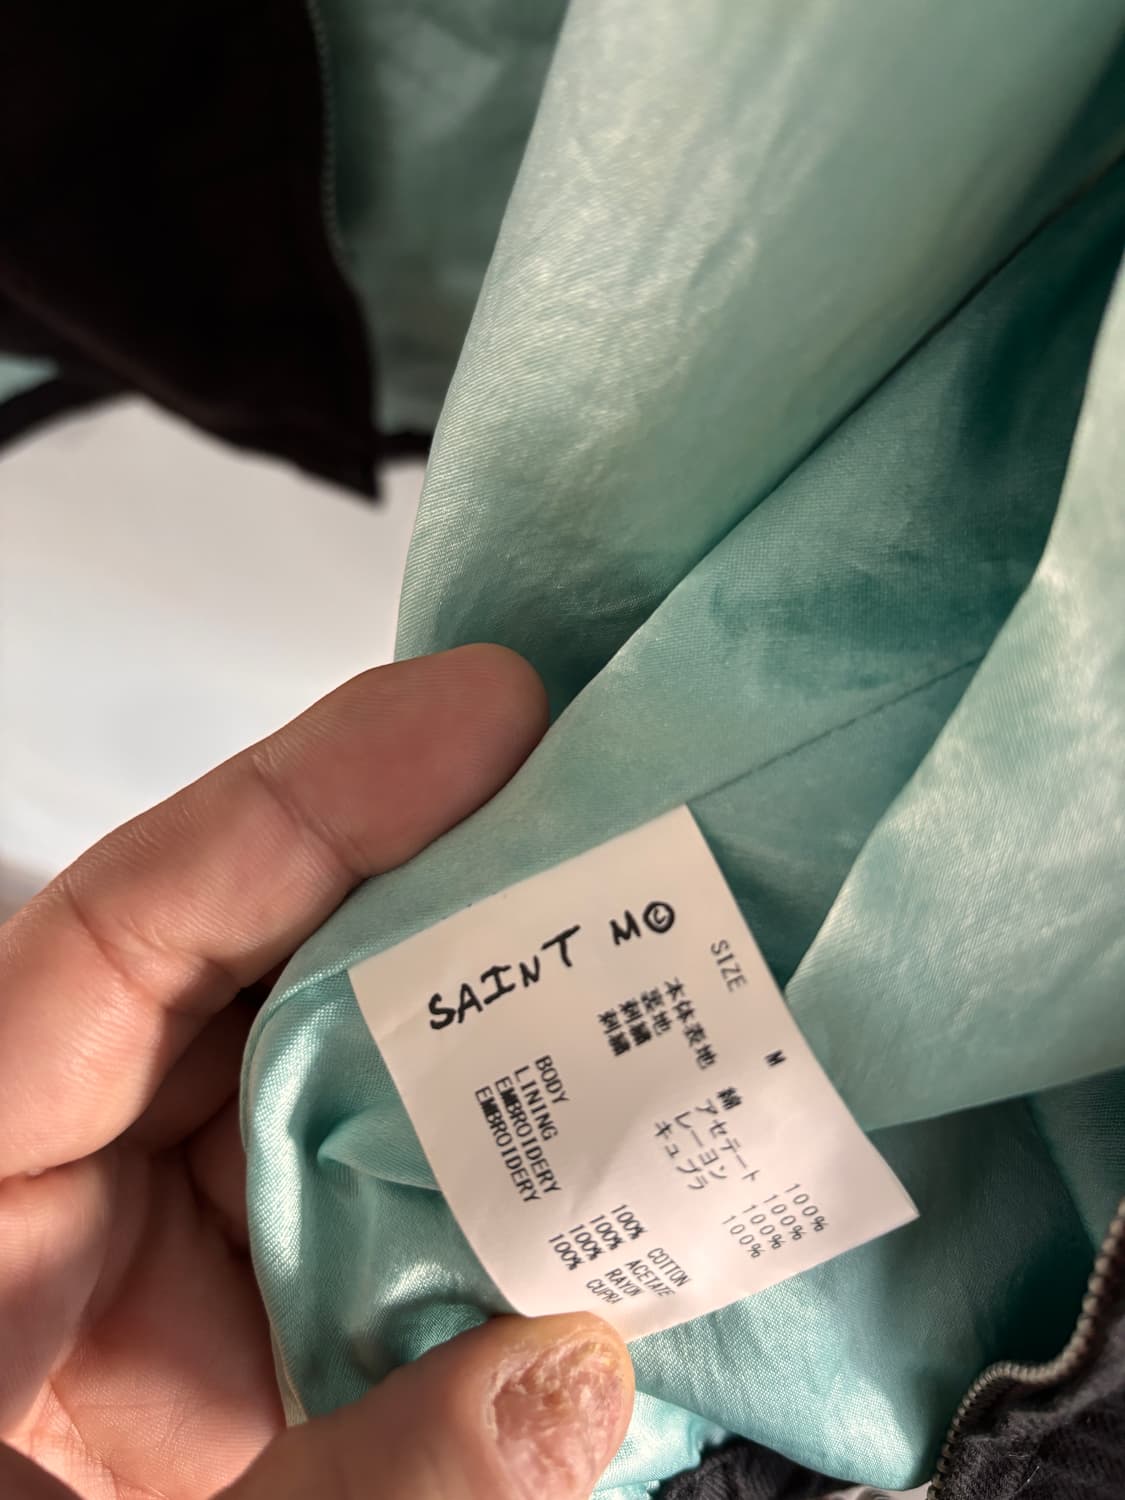 SAINT M©
SIZE M
本体表地 綿 100%
裏地 アセテート 100%
刺繍 レーヨン 100%
刺繍 キュプラ 100%
BODY 100% COTTON
LINING 100% ACETATE
EMBROIDERY 100% RAYON
EMBROIDERY 100% CUPRA